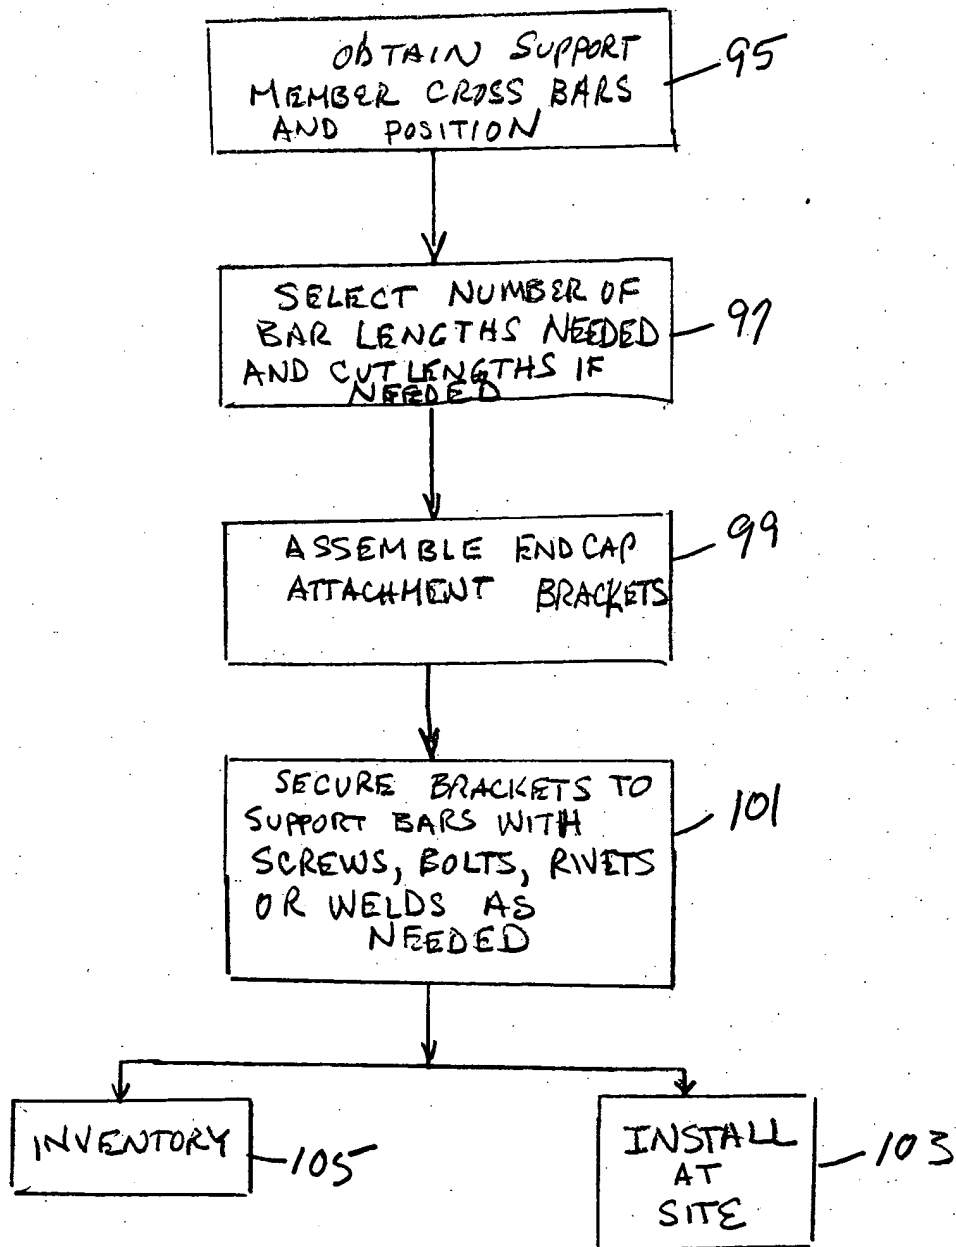 OBTAIN SUPPORT
MEMBER CROSS BARS
AND POSITION
95
SELECT NUMBER OF
BAR LENGTHS NEEDED
AND CUT LENGTHS IF
NEEDED
97
ASSEMBLE ENDCAP
ATTACHMENT BRACKETS
99
SECURE BRACKETS TO
SUPPORT BARS WITH
SCREWS, BOLTS, RIVETS
OR WELDS AS
NEEDED
101
INVENTORY
105
INSTALL
AT
SITE
103